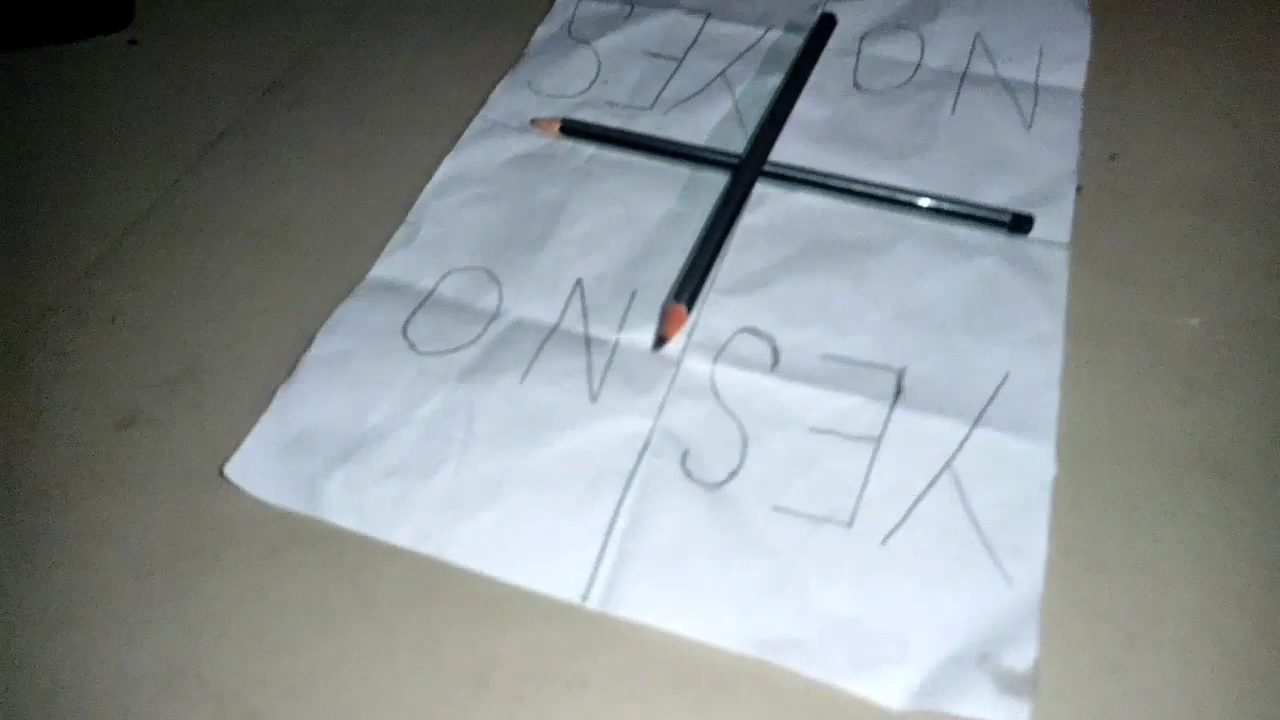 YES NO
NO YES